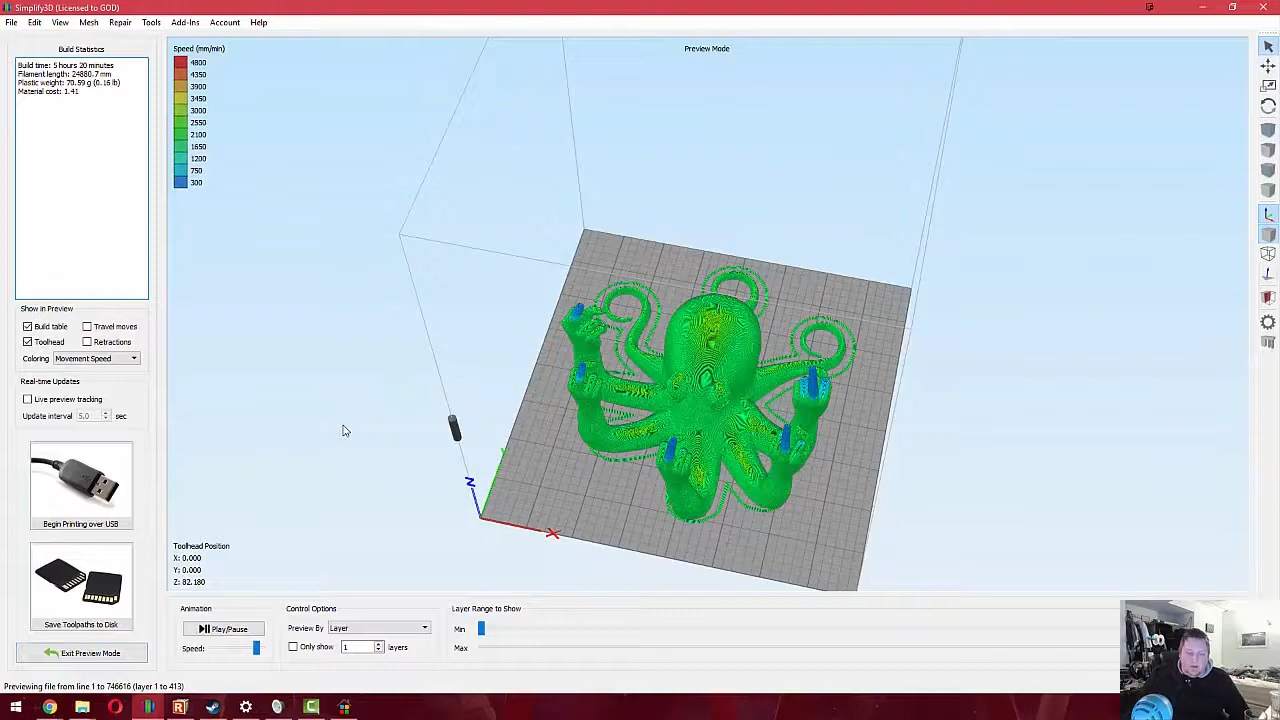 Simplify3D (Licensed to GOD)
File Edit View Mesh Repair Tools Add-Ins Account Help
Build Statistics
Build time: 5 hours 20 minutes
Filament length: 24880.7 mm
Plastic weight: 70.59 g (0.16 lb)
Material cost: 1.41
Speed (mm/min)
4800
4350
3900
3450
3000
2550
2100
1650
1200
750
300
Preview Mode
Show in Preview
Build table Travel moves
Toolhead Retractions
Coloring Movement Speed
Real-time Updates
Live preview tracking
Update interval 5.0 sec
Begin Printing over USB
Save Toolpaths to Disk
Exit Preview Mode
Z
Y
X
Toolhead Position
X: 0.000
Y: 0.000
Z: 82.180
Animation
Play/Pause
Speed:
Control Options
Preview By Layer
Only show 1 layers
Layer Range to Show
Min
Max
Previewing file from line 1 to 746616 (layer 1 to 413)